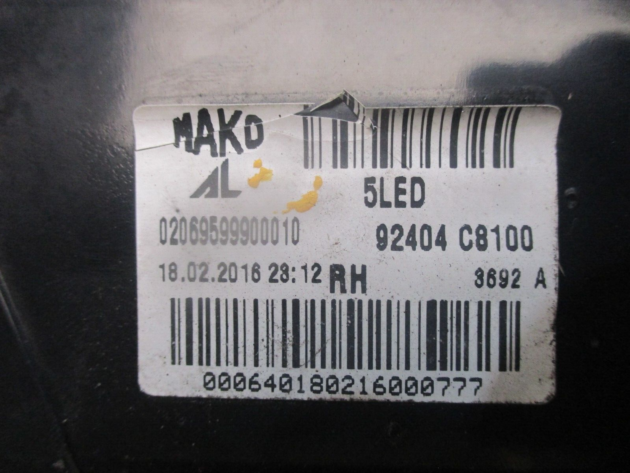 MAKO
AL
5LED
02069599900010
92404 C8100
18.02.2016 23:12 RH
3692 A
000640180216000777